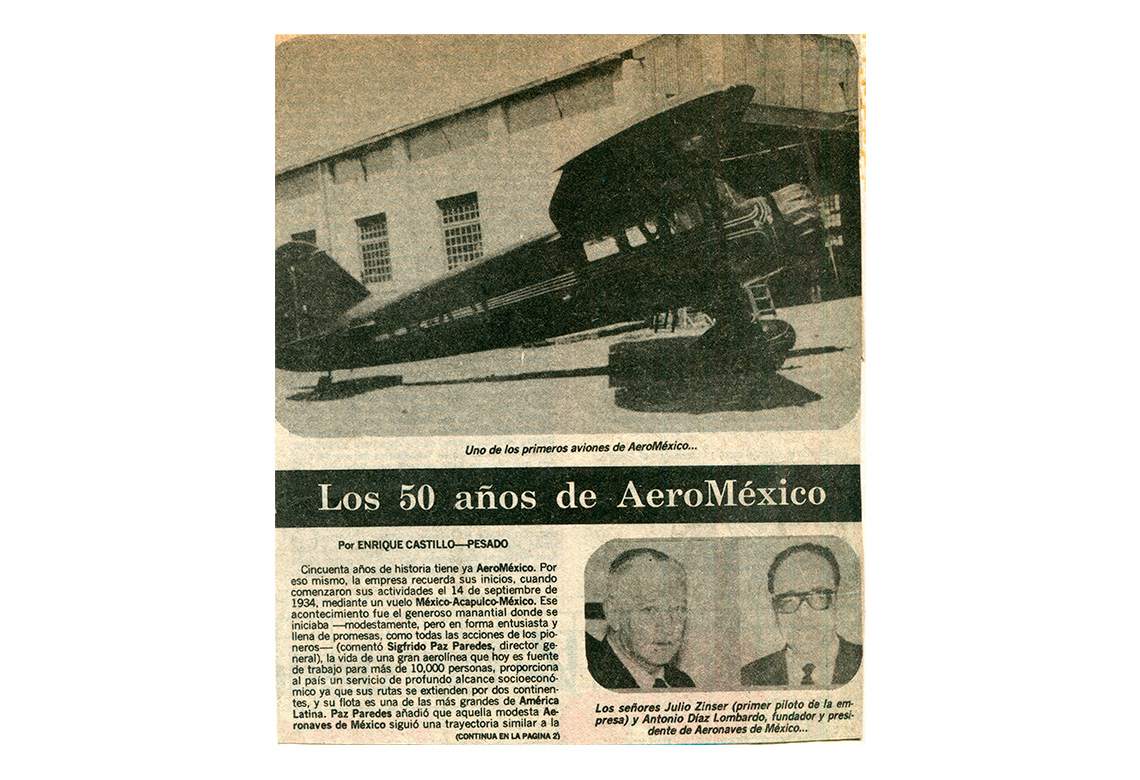 Uno de los primeros aviones de AeroMéxico...
Los 50 años de AeroMéxico
Por ENRIQUE CASTILLO—PESADO
Cincuenta años de historia tiene ya AeroMéxico. Por
eso mismo, la empresa recuerda sus inicios, cuando
comenzaron sus actividades el 14 de septiembre de
1934, mediante un vuelo México-Acapulco-México. Ese
acontecimiento fue el generoso manantial donde se
iniciaba —modestamente, pero en forma entusiasta y
llena de promesas, como todas las acciones de los pio-
neros— (comentó Sigfrido Paz Paredes, director ge-
neral), la vida de una gran aerolínea que hoy es fuente
de trabajo para más de 10,000 personas, proporciona
al país un servicio de profundo alcance socioeconó-
mico ya que sus rutas se extienden por dos continen-
tes, y su flota es una de las más grandes de América
Latina. Paz Paredes añadió que aquella modesta Ae-
ronaves de México siguió una trayectoria similar a la
(CONTINUA EN LA PAGINA 2)
Los señores Julio Zinser (primer piloto de la em-
presa) y Antonio Díaz Lombardo, fundador y presi-
dente de Aeronaves de México...